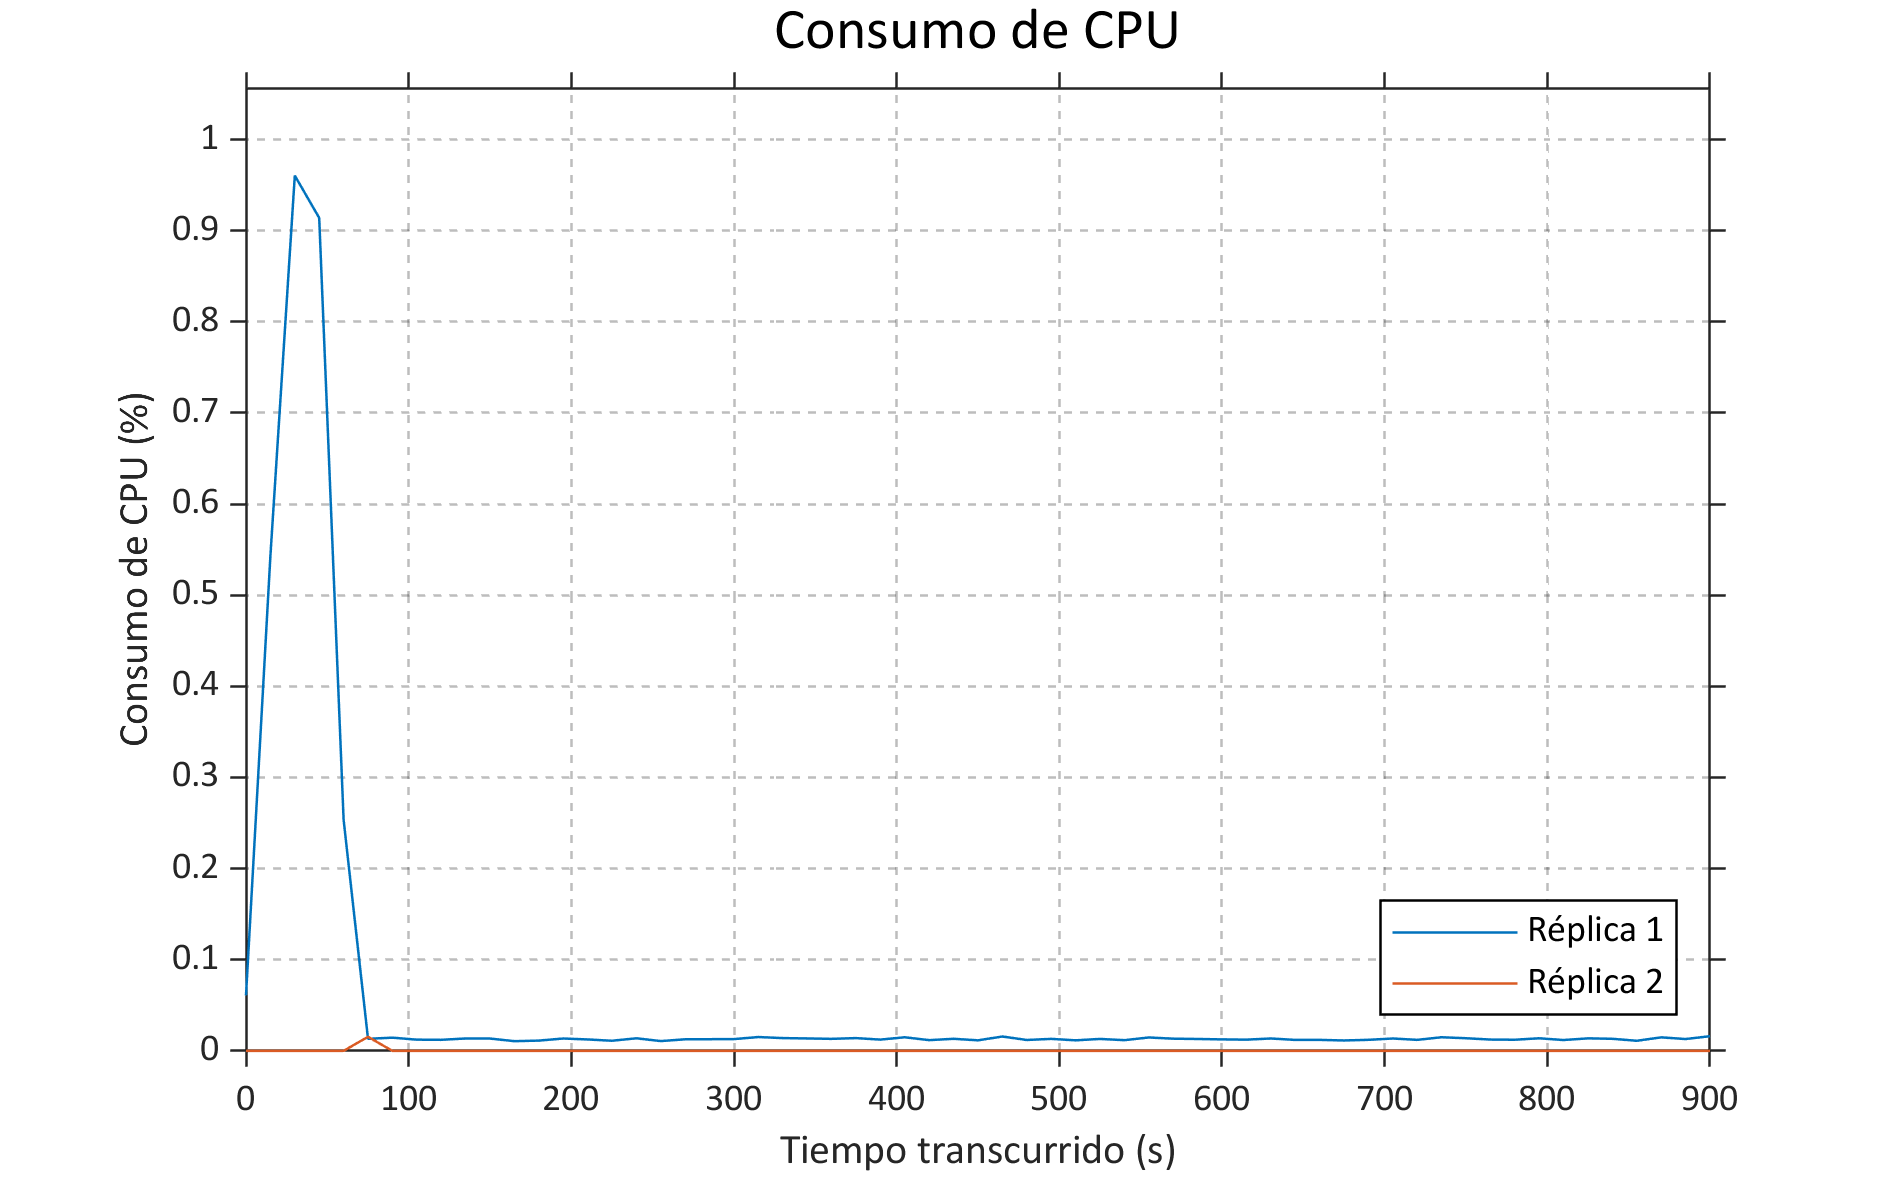 Consumo de CPU
1
0.9
0.8
0.7
0.6
0.5
0.4
0.3
0.2
0.1
0
Consumo de CPU (%)
Réplica 1
Réplica 2
0 100 200 300 400 500 600 700 800 900
Tiempo transcurrido (s)